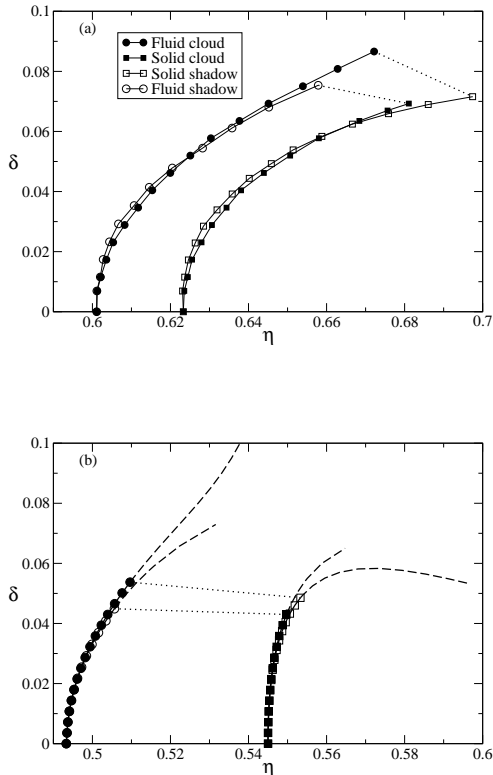 (a)
Fluid cloud
Solid cloud
Solid shadow
Fluid shadow
0.1
0.08
0.06
δ
0.04
0.02
0
0.6 0.62 0.64 0.66 0.68 0.7
η
(b)
0.1
0.08
0.06
δ
0.04
0.02
0
0.5 0.52 0.54 0.56 0.58 0.6
η